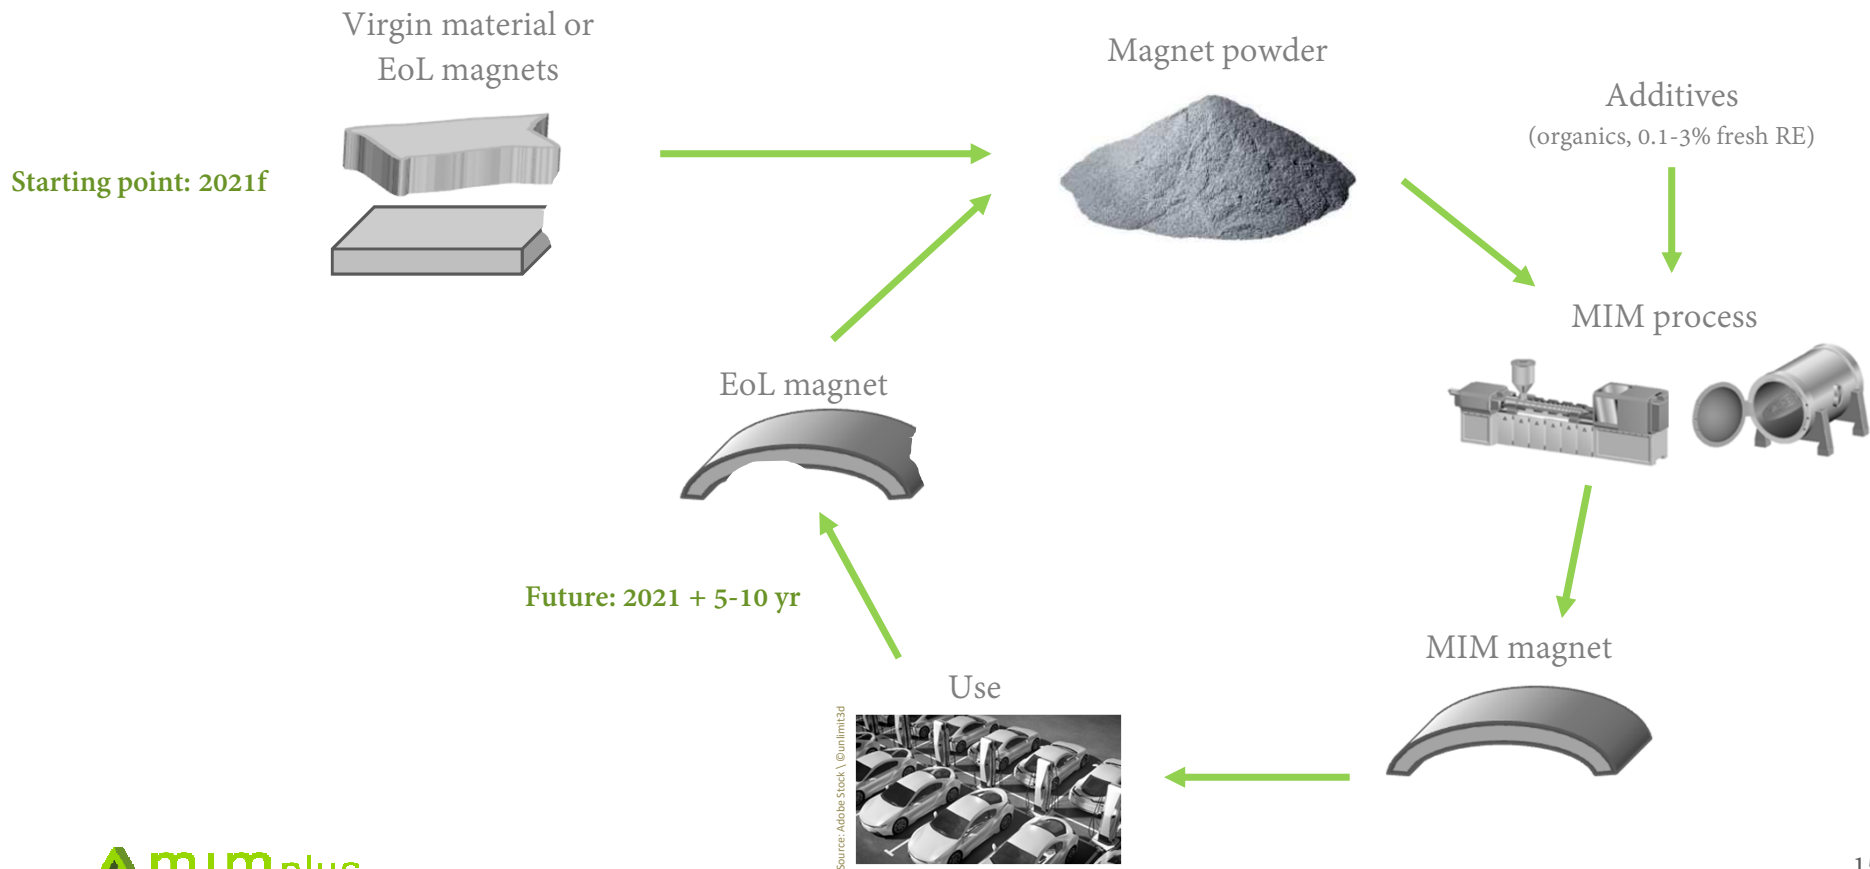 Virgin material or
EoL magnets
Magnet powder
Additives
(organics, 0.1-3% fresh RE)
Starting point: 2021f
MIM process
EoL magnet
Future: 2021 + 5-10 yr
MIM magnet
Use
Source: Adobe Stock \ ©unlimit3d
mimplus